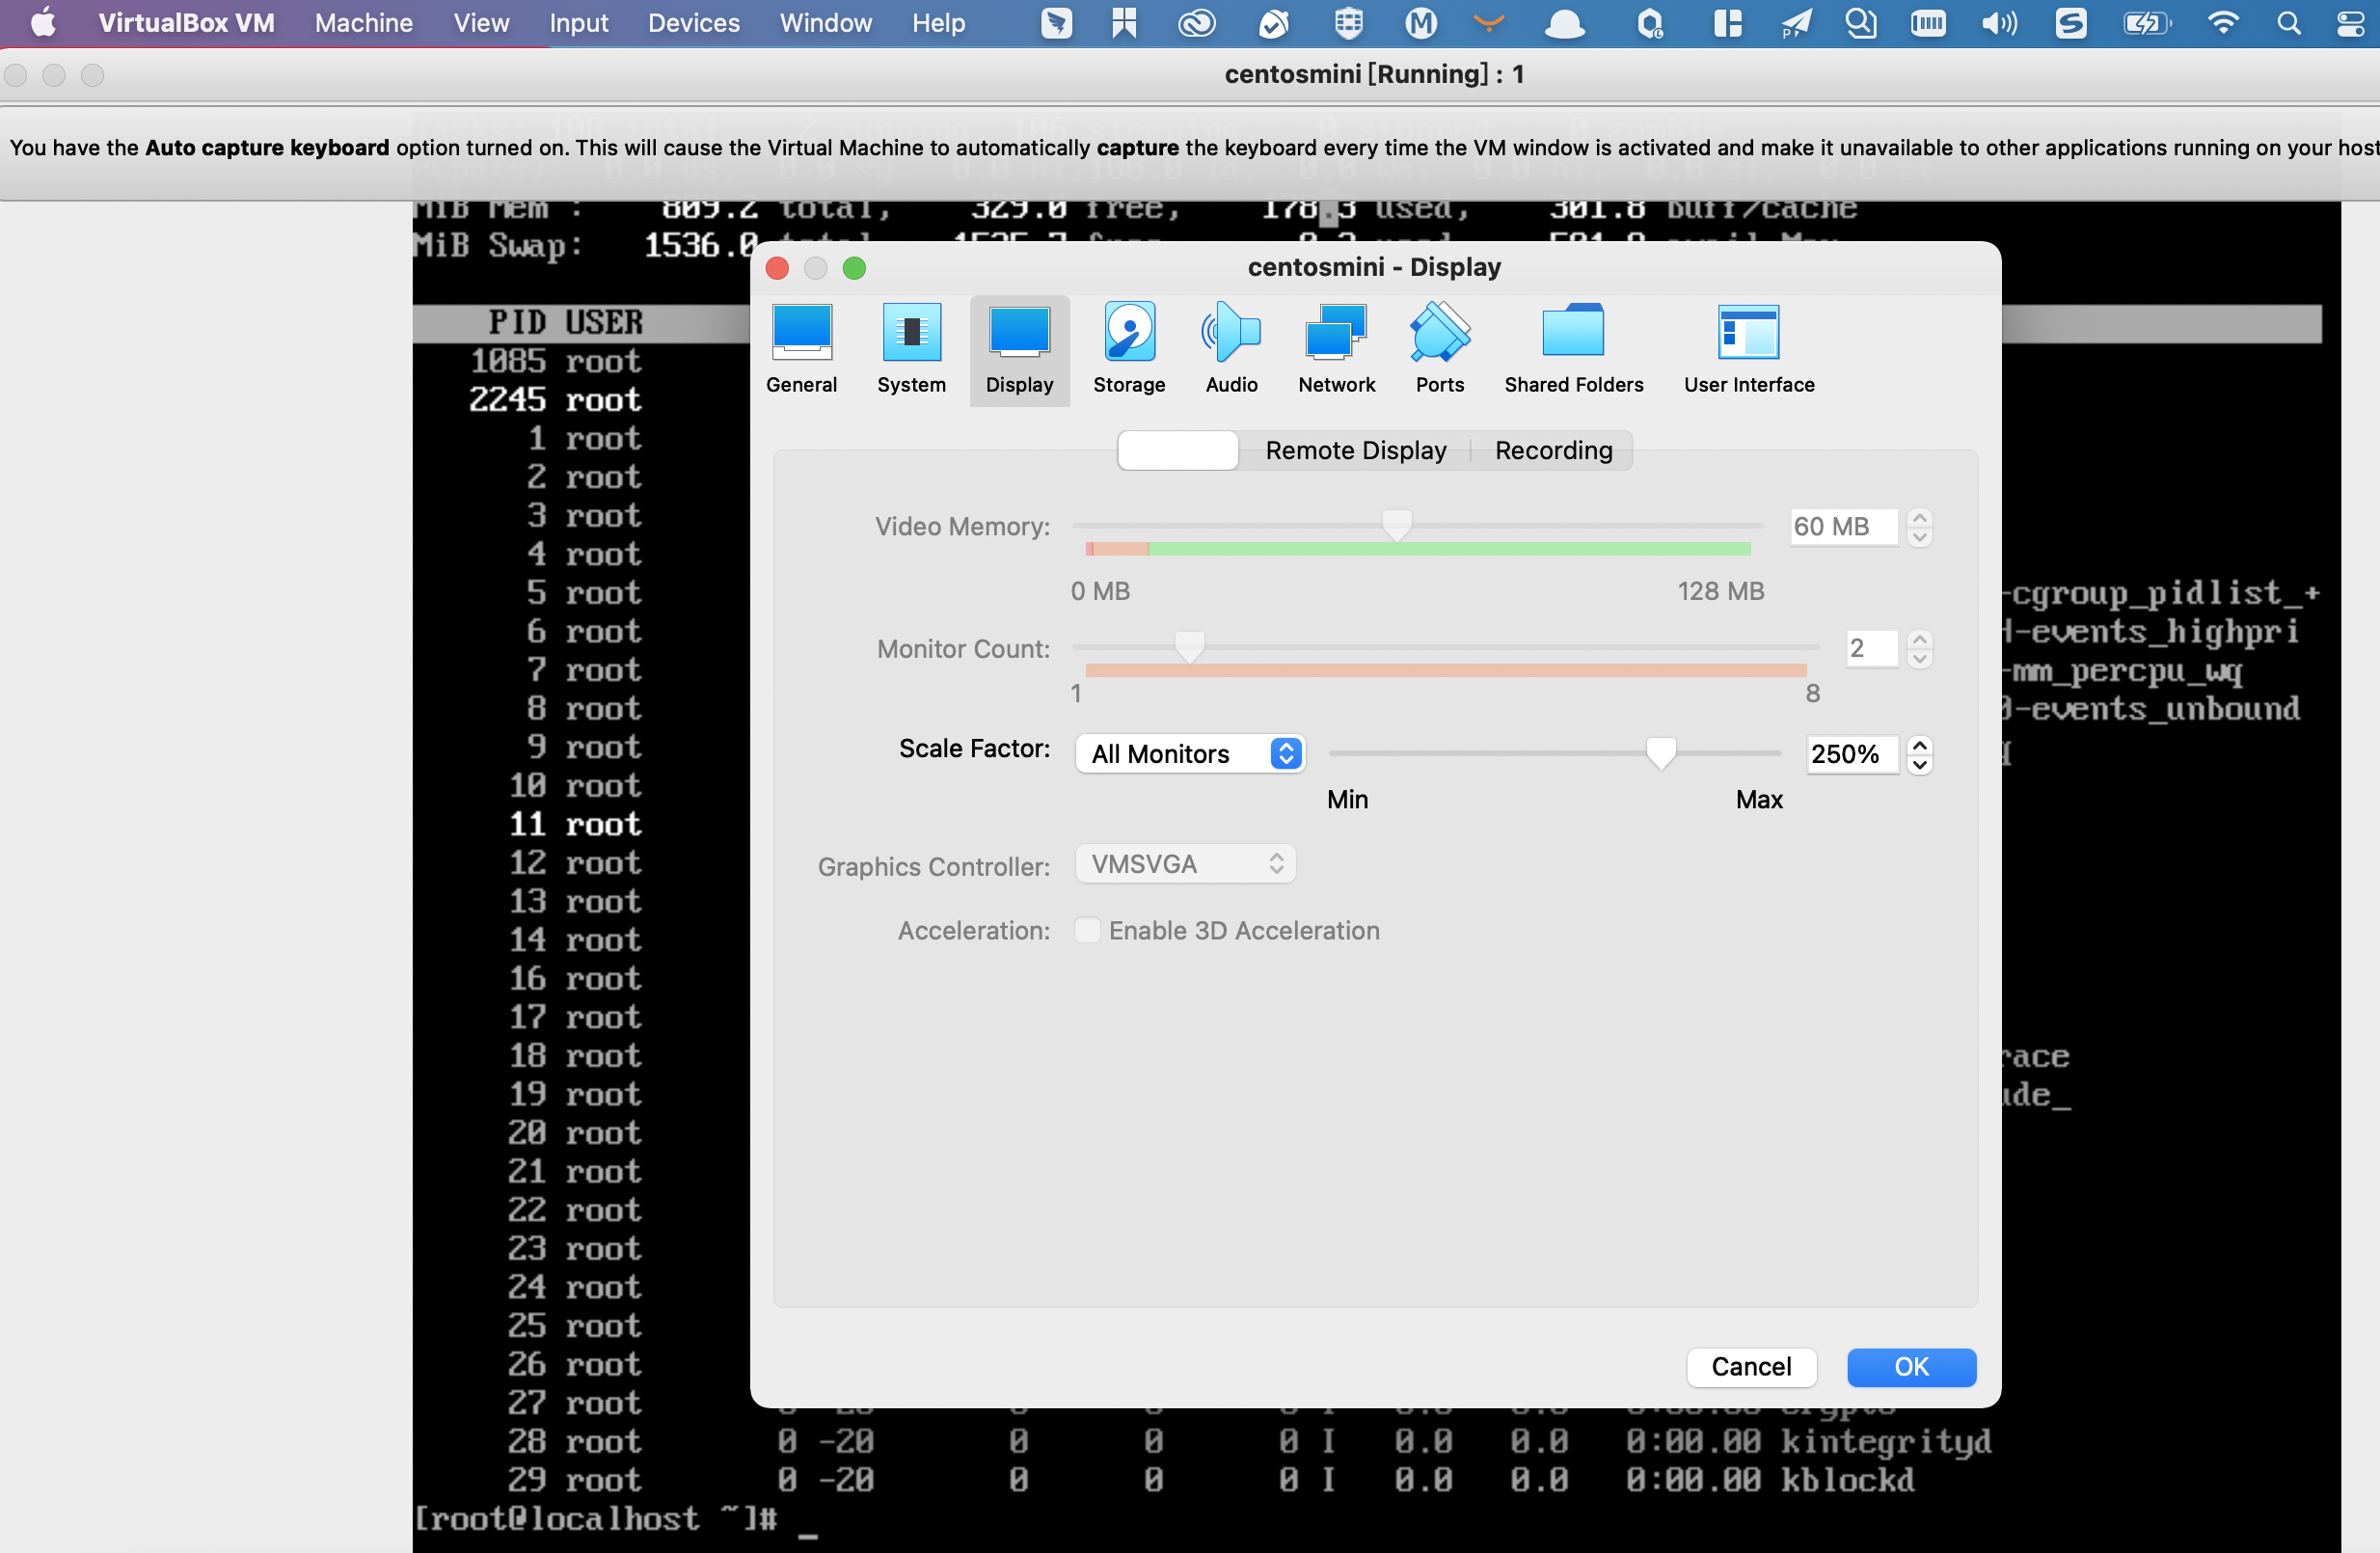 VirtualBox VM Machine View Input Devices Window Help
centosmini [Running] : 1
You have the Auto capture keyboard option turned on. This will cause the Virtual Machine to automatically capture the keyboard every time the VM window is activated and make it unavailable to other applications running on your host
MiB Mem : 809.2 total, 329.0 free, 178.3 used, 301.8 buff/cache
MiB Swap: 1536.0
centosmini - Display
PID USER
General System Display Storage Audio Network Ports Shared Folders User Interface
1085 root
2245 root
1 root
2 root
3 root
4 root
5 root
6 root
7 root
8 root
9 root
10 root
11 root
12 root
13 root
14 root
16 root
17 root
18 root
19 root
20 root
21 root
22 root
23 root
24 root
25 root
26 root
27 root
Remote Display Recording
Video Memory: 60 MB
0 MB 128 MB
Monitor Count: 2
1 8
Scale Factor: All Monitors 250%
Min Max
Graphics Controller: VMSVGA
Acceleration: Enable 3D Acceleration
Cancel OK
-cgroup_pidlist_+
-events_highpri
-mm_percpu_wq
-events_unbound
race
ude_
28 root 0 -20 0 0 0 I 0.0 0.0 0:00.00 kintegrityd
29 root 0 -20 0 0 0 I 0.0 0.0 0:00.00 kblockd
[root@localhost ~]# _